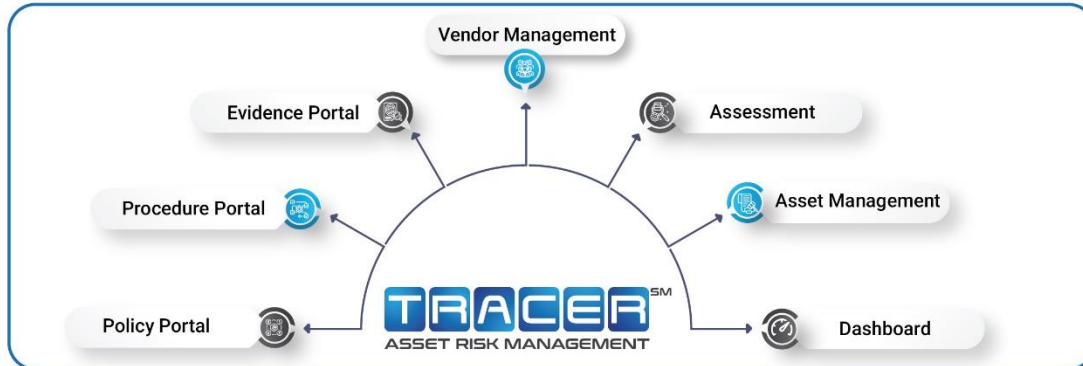 Vendor Management
Evidence Portal
Assessment
Procedure Portal
Asset Management
Policy Portal
TRACER SM
ASSET RISK MANAGEMENT
Dashboard